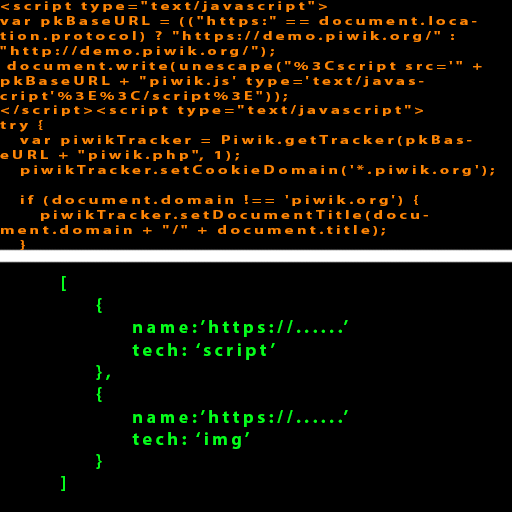 <script type="text/javascript">
var pkBaseURL = (("https:" == document.loca-
tion.protocol) ? "https://demo.piwik.org/" :
"http://demo.piwik.org/");
document.write(unescape("%3Cscript src='" +
pkBaseURL + "piwik.js' type='text/javas-
cript'%3E%3C/script%3E"));
</script><script type="text/javascript">
try {
var piwikTracker = Piwik.getTracker(pkBas-
eURL + "piwik.php", 1);
piwikTracker.setCookieDomain('*.piwik.org');
if (document.domain !== 'piwik.org') {
piwikTracker.setDocumentTitle(docu-
ment.domain + "/" + document.title);
}
[
{
name:’https://......’
tech: ‘script’
},
{
name:’https://......’
tech: ‘img’
}
]